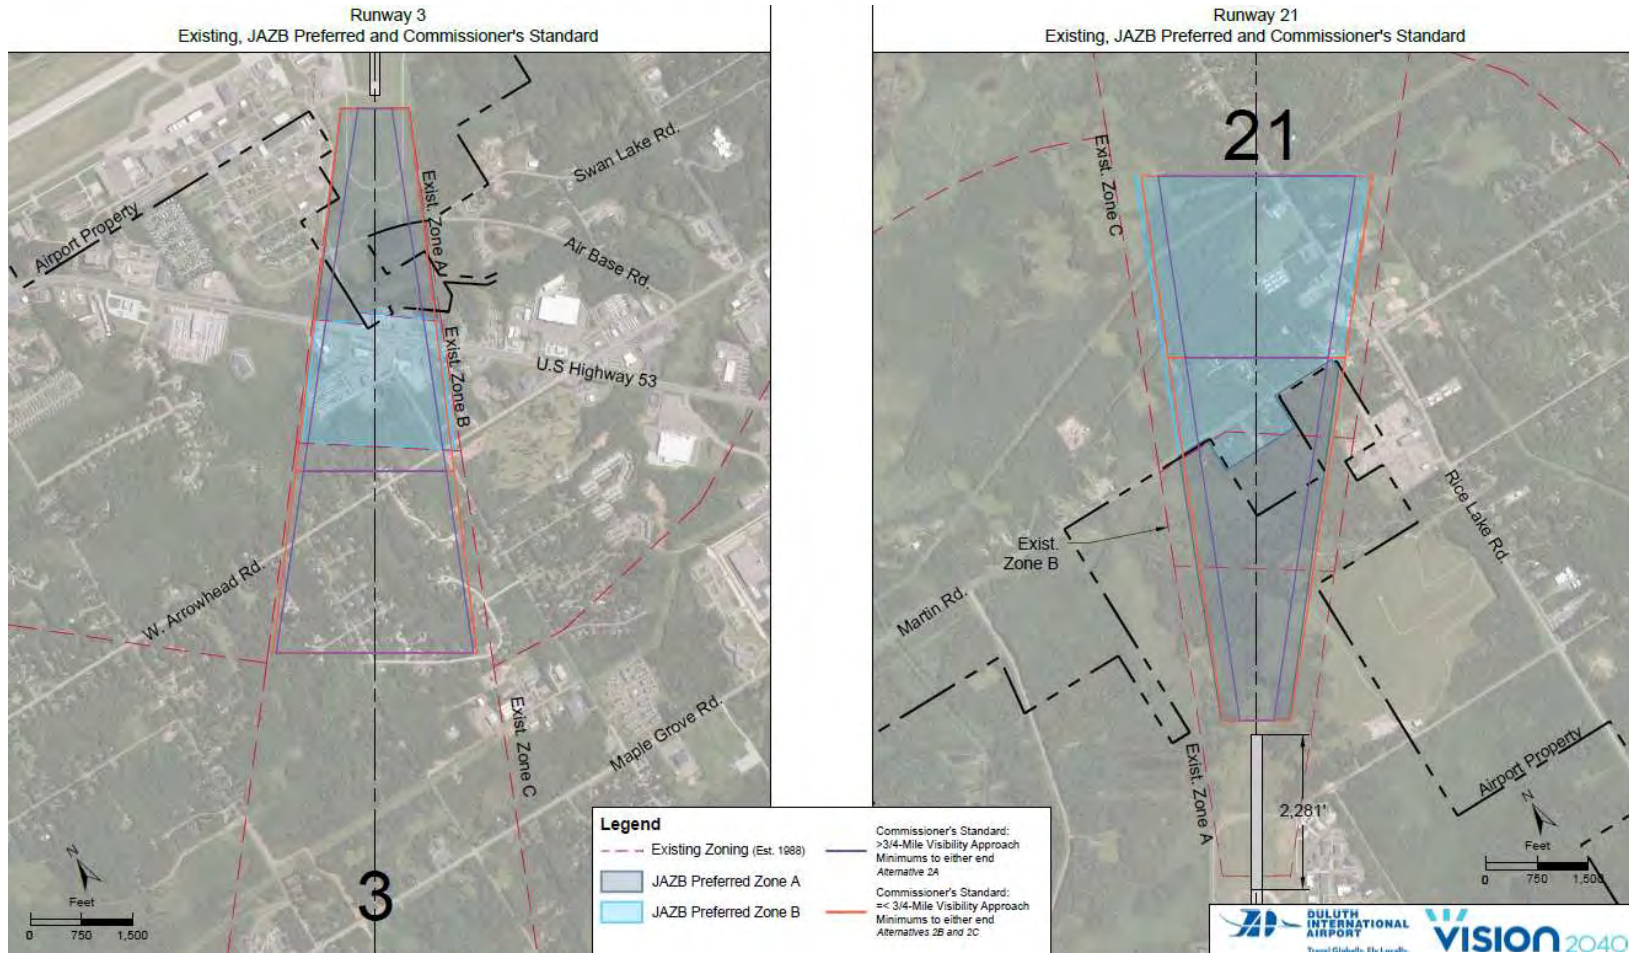 Runway 3
Existing, JAZB Preferred and Commissioner's Standard
Swan Lake Rd.
Exist. Zone A
Airport Property
Air Base Rd.
Exist. Zone B
U.S Highway 53
W. Arrowhead Rd.
Exist. Zone C
Maple Grove Rd.
3
N
Feet
0 750 1,500
Runway 21
Existing, JAZB Preferred and Commissioner's Standard
21
Exist. Zone C
Rice Lake Rd.
Exist.
Zone B
Martin Rd.
Exist. Zone A
Airport Property
2,281'
N
Feet
0 750 1,500
Legend
Existing Zoning (Est. 1988)
JAZB Preferred Zone A
JAZB Preferred Zone B
Commissioner's Standard:
>3/4-Mile Visibility Approach
Minimums to either end
Alternative 2A
Commissioner's Standard:
=< 3/4-Mile Visibility Approach
Minimums to either end
Alternatives 2B and 2C
DULUTH
INTERNATIONAL
AIRPORT
Travel Globally. Fly Locally.
VISION 2040